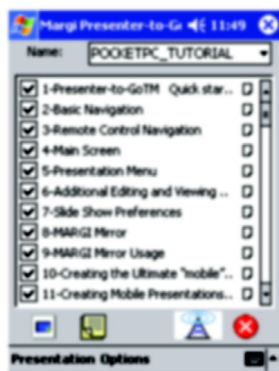 Margi Presenter-to-Go 11:49
Name: POCKETPC_TUTORIAL
1-Presenter-to-GoTM Quick star..
2-Basic Navigation
3-Remote Control Navigation
4-Main Screen
5-Presentation Menu
6-Additional Editing and Viewing ..
7-Slide Show Preferences
8-MARGI Mirror
9-MARGI Mirror Usage
10-Creating the Ultimate "mobile"..
11-Creating Mobile Presentations..
Presentation Options